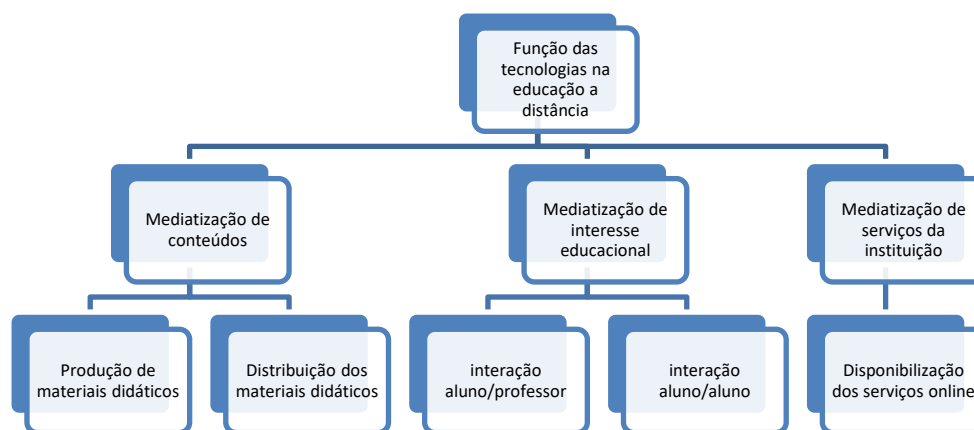 Função das
tecnologias na
educação a
distância
Mediatização de
conteúdos
Mediatização de
interesse
educacional
Mediatização de
serviços da
instituição
Produção de
materiais didáticos
Distribuição dos
materiais didáticos
interação
aluno/professor
interação
aluno/aluno
Disponibilização
dos serviços online